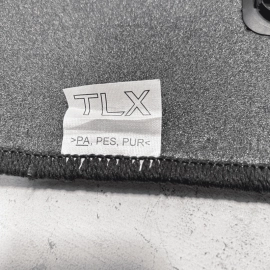 TLX
>PA, PES, PUR<